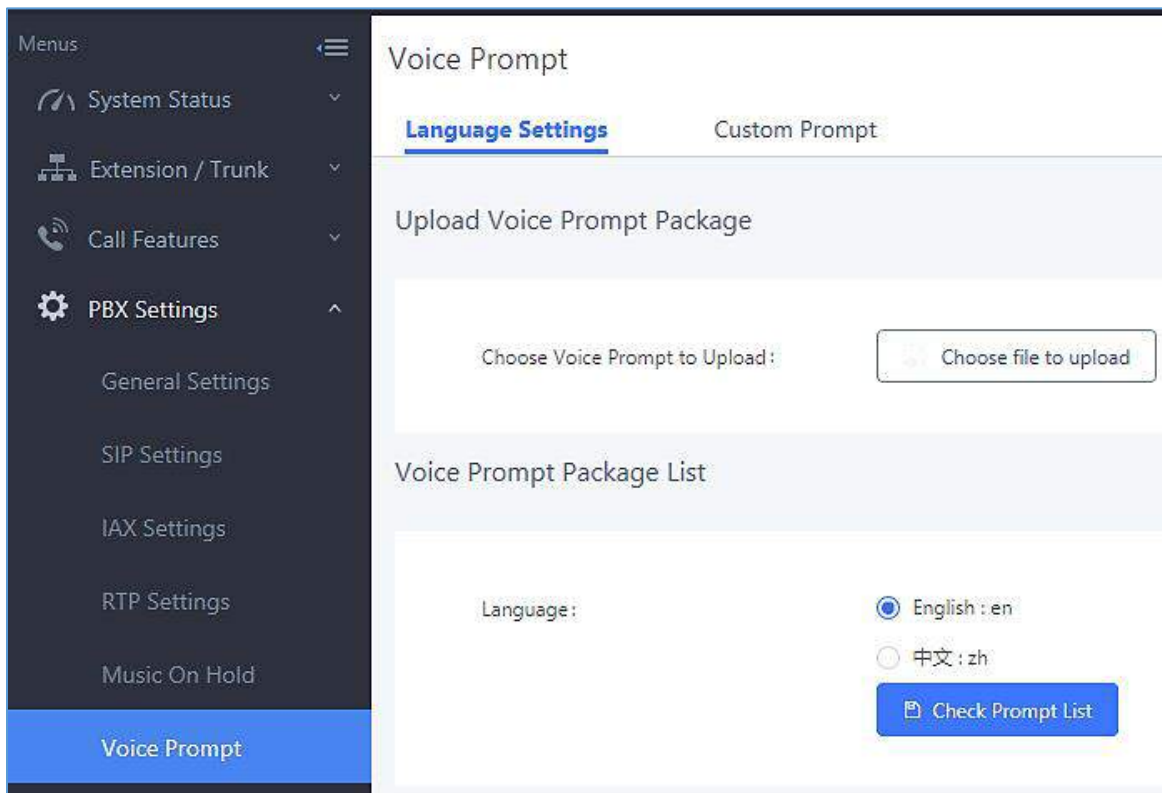 Menus
System Status
Extension / Trunk
Call Features
PBX Settings
General Settings
SIP Settings
IAX Settings
RTP Settings
Music On Hold
Voice Prompt
Voice Prompt
Language Settings Custom Prompt
Upload Voice Prompt Package
Choose Voice Prompt to Upload: Choose file to upload
Voice Prompt Package List
Language: English : en
中文 : zh
Check Prompt List